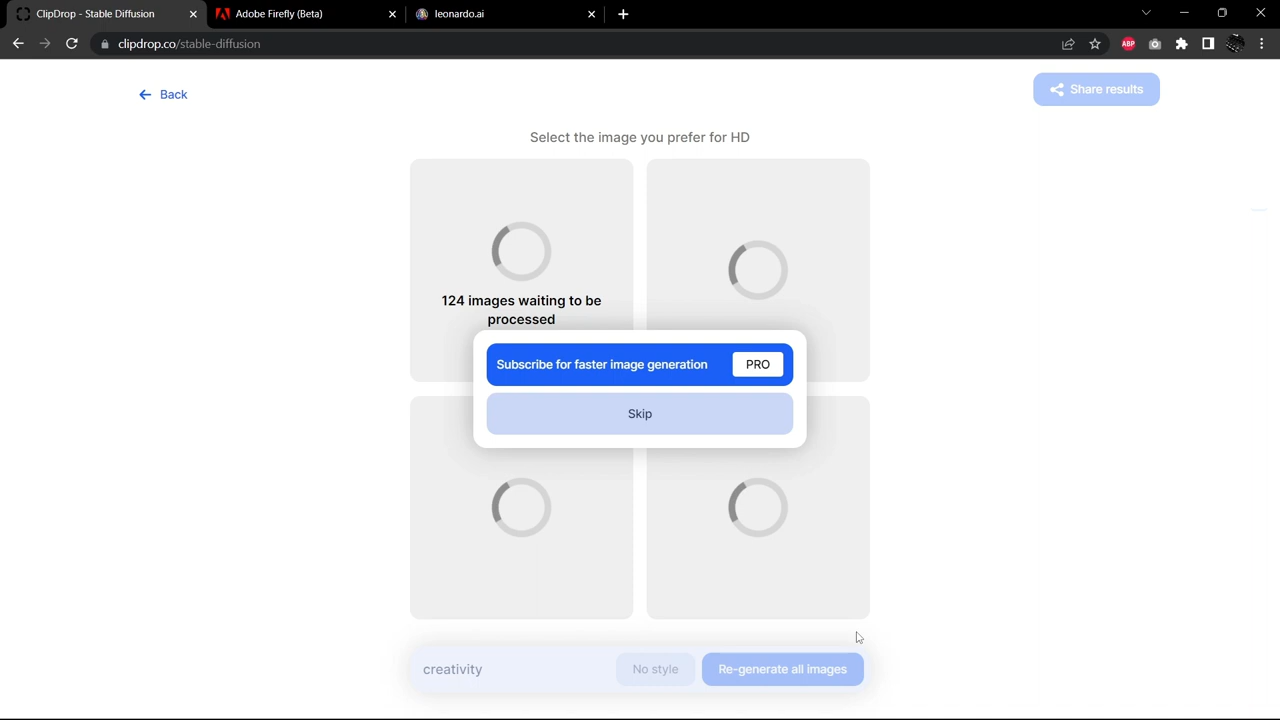 ClipDrop - Stable Diffusion
Adobe Firefly (Beta)
leonardo.ai
clipdrop.co/stable-diffusion
ABP
Back
Share results
Select the image you prefer for HD
124 images waiting to be
processed
Subscribe for faster image generation
PRO
Skip
creativity
No style
Re-generate all images